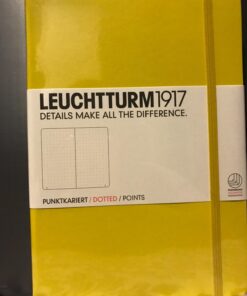 LEUCHTTURM1917
DETAILS MAKE ALL THE DIFFERENCE.
PUNKTKARIERT / DOTTED / POINTS